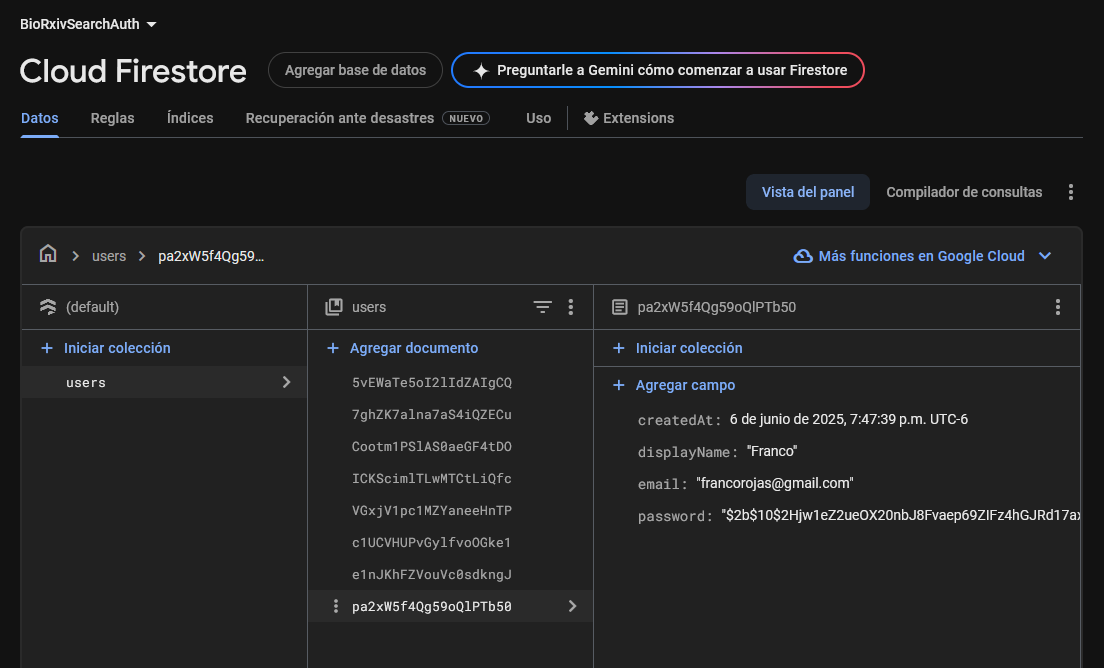 BioRxivSearchAuth
Cloud Firestore
Agregar base de datos
Preguntarle a Gemini cómo comenzar a usar Firestore
Datos
Reglas
Índices
Recuperación ante desastres
NUEVO
Uso
Extensions
Vista del panel
Compilador de consultas
users
pa2xW5f4Qg59…
Más funciones en Google Cloud
(default)
Iniciar colección
users
users
Agregar documento
5vEWaTe5oI2lIdZAIgCQ
7ghZK7alna7aS4iQZECu
Cootm1PSlAS0aeGF4tDO
ICKScimlTLwMTCtLiQfc
VGxjV1pc1MZYaneeHnTP
c1UCVHUPvGylfvoOGke1
e1nJKhFZVouVc0sdkngJ
pa2xW5f4Qg59oQlPTb50
pa2xW5f4Qg59oQlPTb50
Iniciar colección
Agregar campo
createdAt: 6 de junio de 2025, 7:47:39 p.m. UTC-6
displayName: "Franco"
email: "francorojas@gmail.com"
password: "$2b$10$2Hjw1eZ2ueOX20nbJ8Fvaep69ZIFz4hGJRd17ax